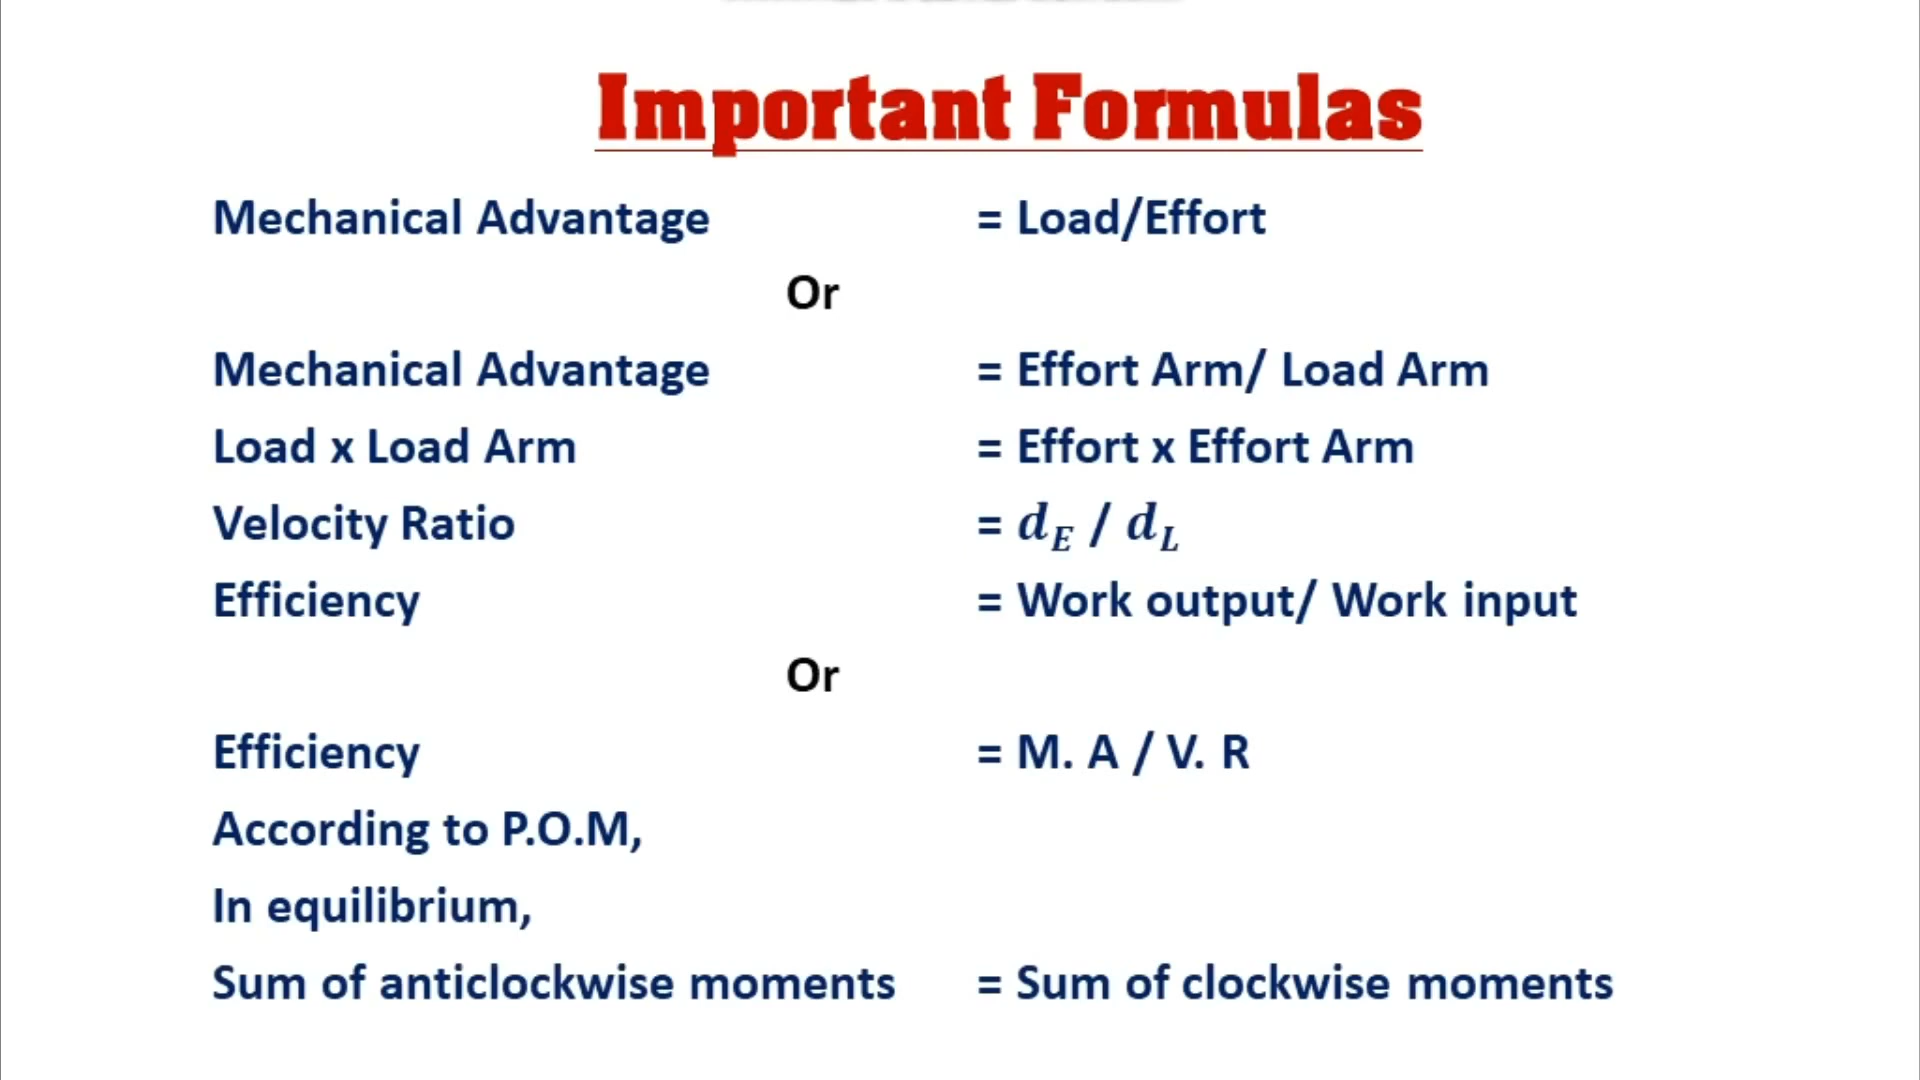 Important Formulas
Mechanical Advantage = Load/Effort
Or
Mechanical Advantage = Effort Arm/ Load Arm
Load x Load Arm = Effort x Effort Arm
Velocity Ratio = d_E / d_L
Efficiency = Work output/ Work input
Or
Efficiency = M. A / V. R
According to P.O.M,
In equilibrium,
Sum of anticlockwise moments = Sum of clockwise moments